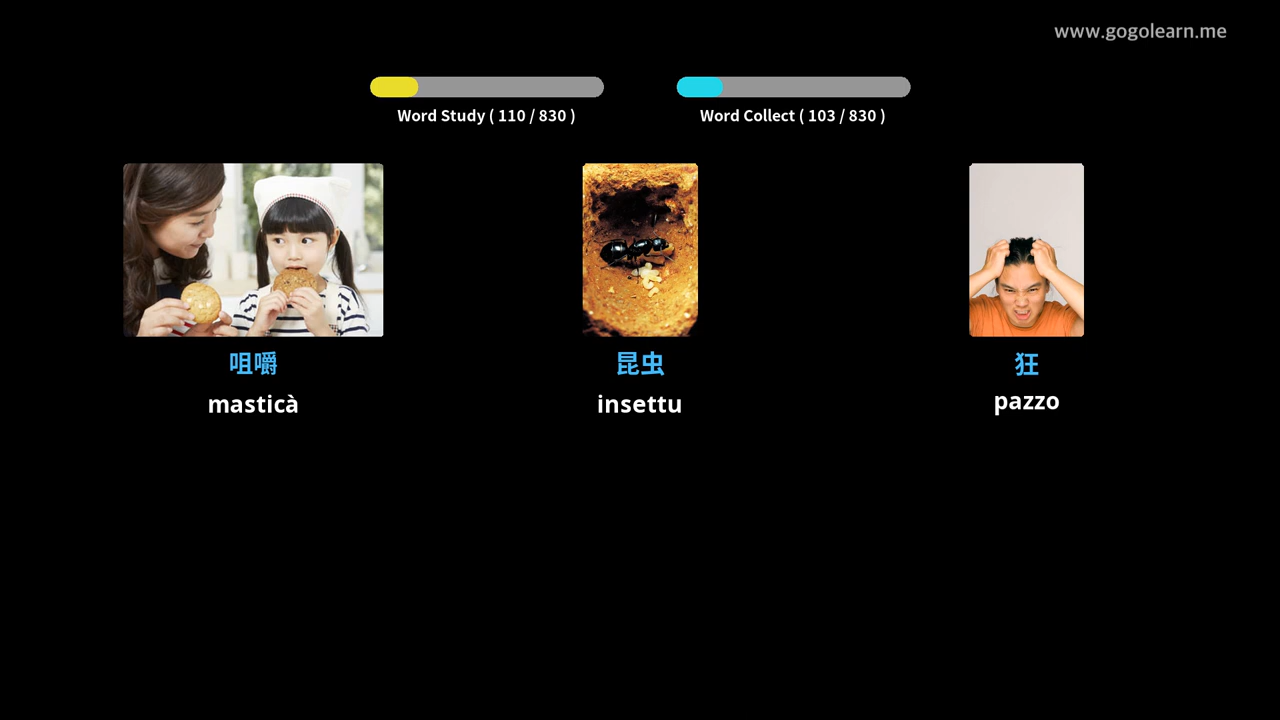 www.gogolearn.me
Word Study ( 110 / 830 )
Word Collect ( 103 / 830 )
咀嚼
masticà
昆虫
insettu
狂
pazzo